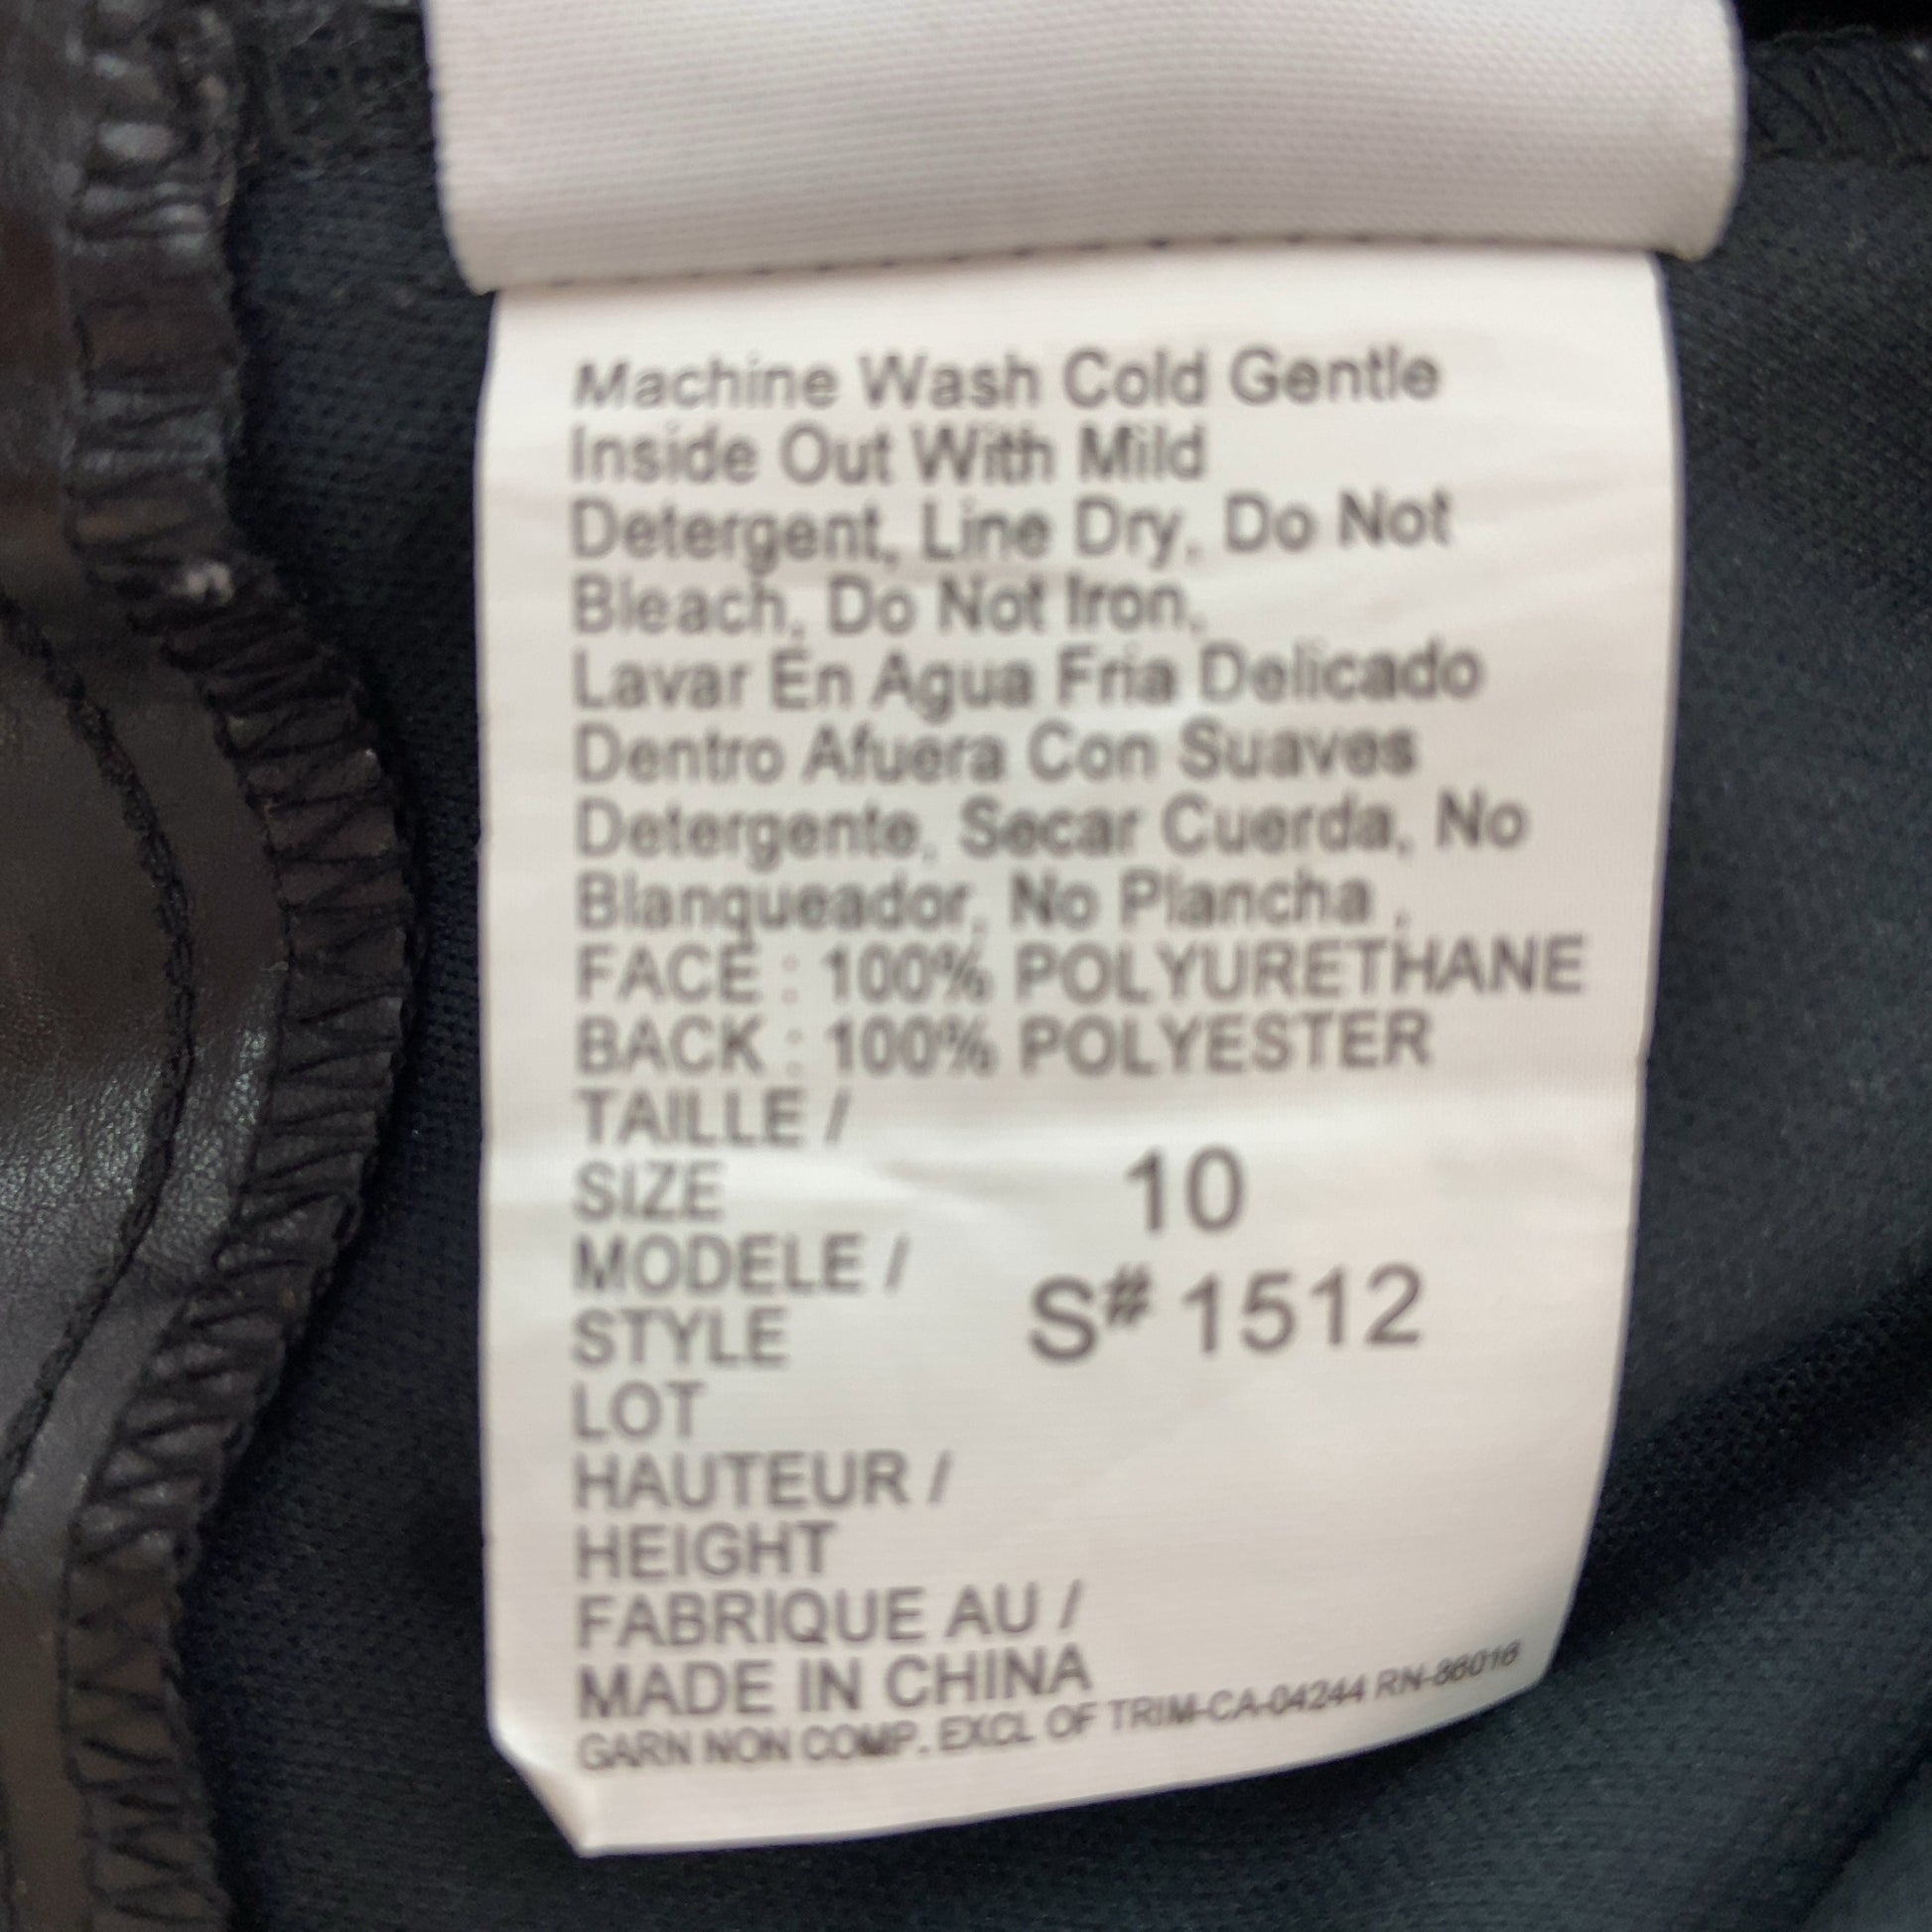 Machine Wash Cold Gentle
Inside Out With Mild
Detergent, Line Dry, Do Not
Bleach, Do Not Iron,
Lavar En Agua Fria Delicado
Dentro Afuera Con Suaves
Detergente, Secar Cuerda, No
Blanqueador, No Plancha ,
FACE : 100% POLYURETHANE
BACK : 100% POLYESTER
TAILLE /
SIZE 10
MODELE /
STYLE S# 1512
LOT
HAUTEUR /
HEIGHT
FABRIQUE AU /
MADE IN CHINA
GARN NON COMP. EXCL OF TRIM-CA-04244